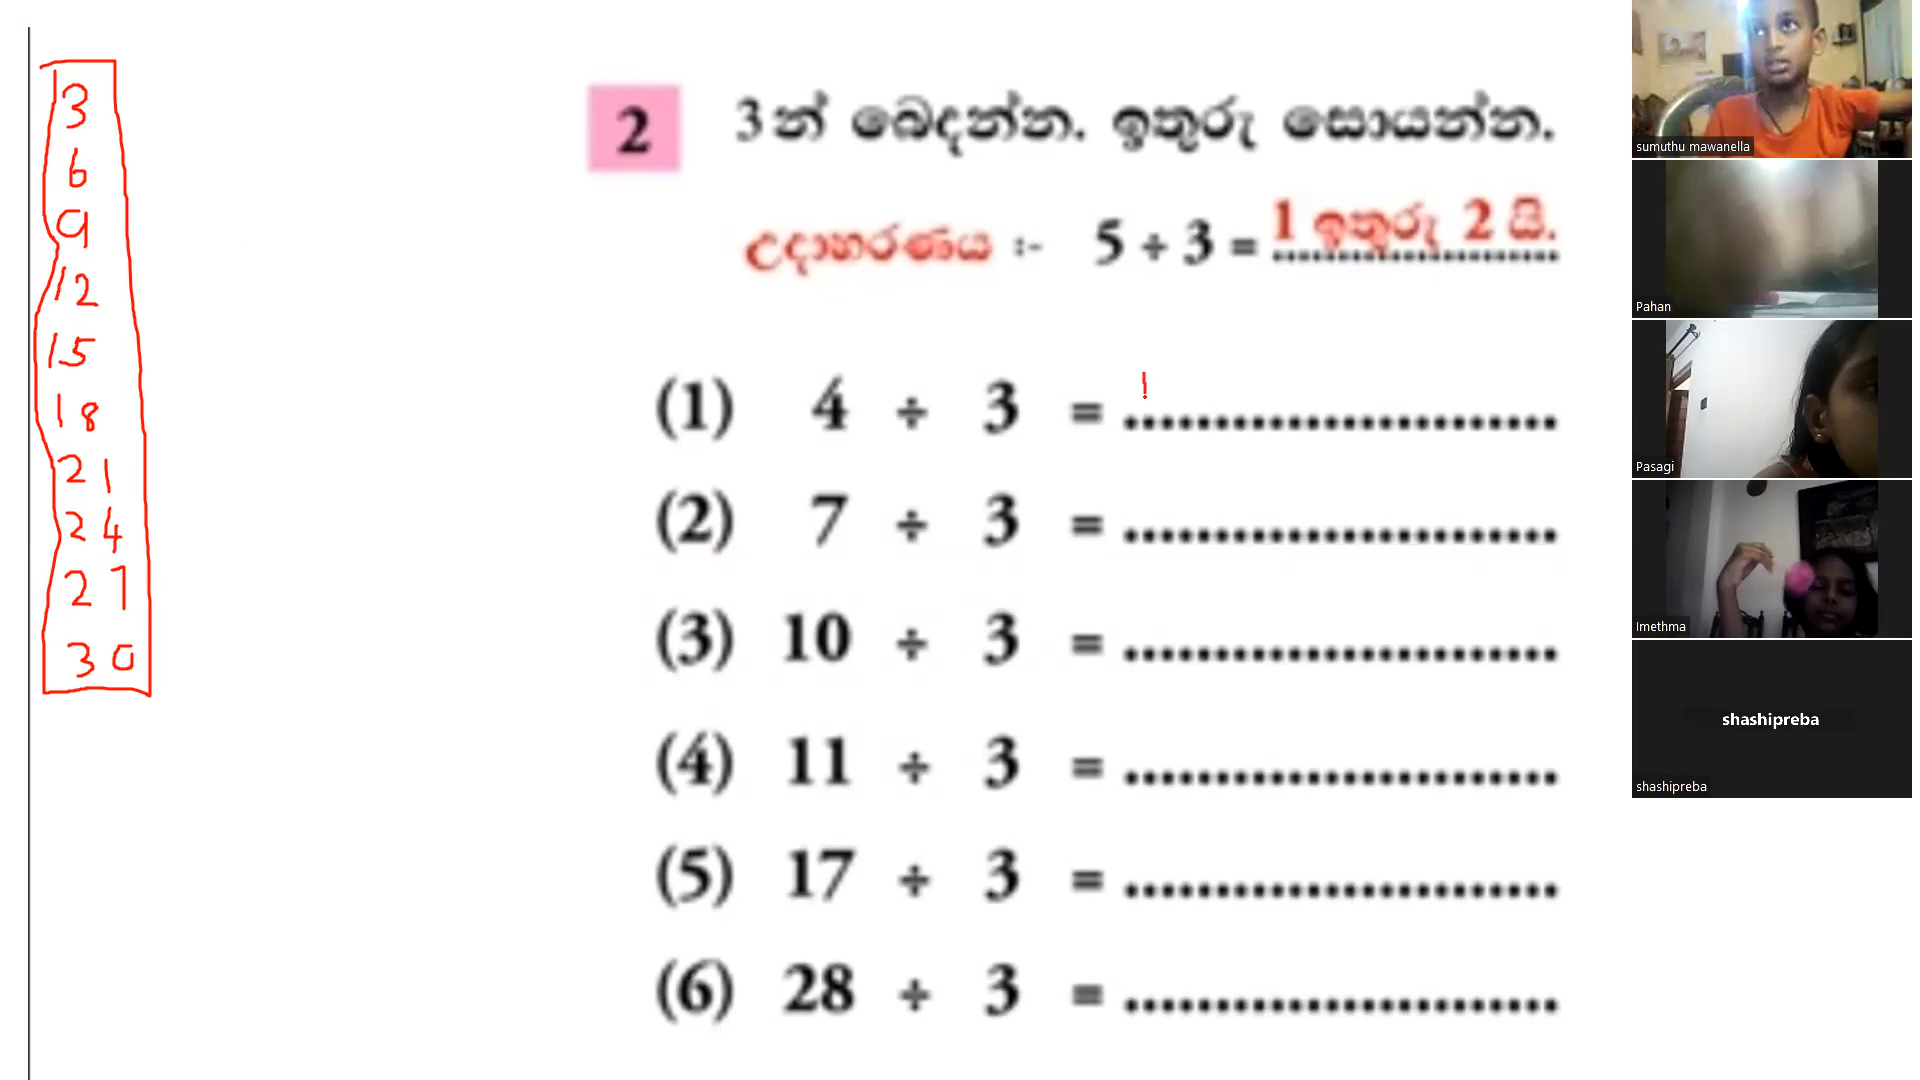 3
6
9
12
15
18
21
24
27
30
2 3න් බෙදන්න. ඉතුරු සොයන්න.
උදාහරණය :- 5 ÷ 3 = 1 ඉතුරු 2 යි.
(1) 4 ÷ 3 = ........................
(2) 7 ÷ 3 = ........................
(3) 10 ÷ 3 = ........................
(4) 11 ÷ 3 = ........................
(5) 17 ÷ 3 = ........................
(6) 28 ÷ 3 = ........................
sumuthu mawanella
Pahan
Pasagi
Imethma
shashipreba
shashipreba